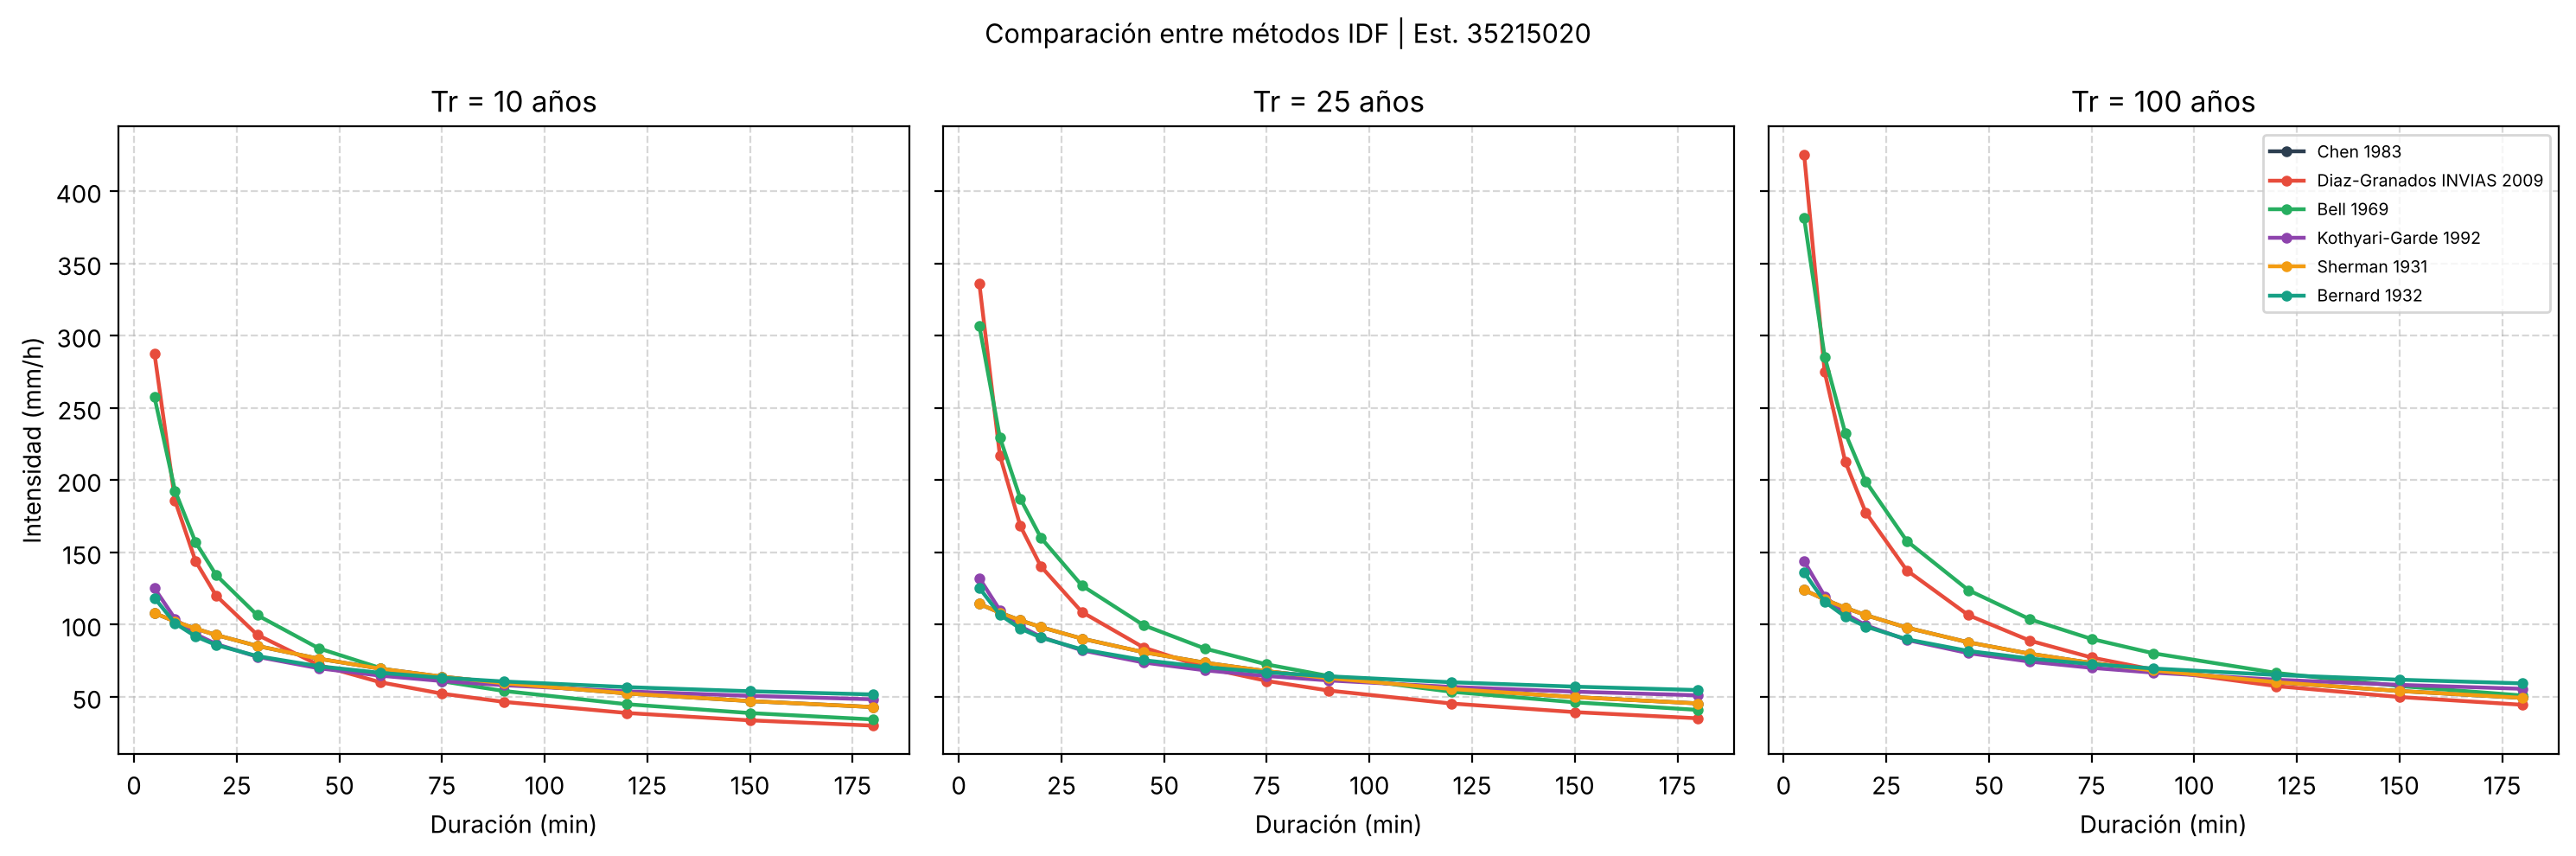 Comparación entre métodos IDF | Est. 35215020
Tr = 10 años
Tr = 25 años
Tr = 100 años
Chen 1983
Diaz-Granados INVIAS 2009
Bell 1969
Kothyari-Garde 1992
Sherman 1931
Bernard 1932
Intensidad (mm/h)
400
350
300
250
200
150
100
50
0 25 50 75 100 125 150 175
0 25 50 75 100 125 150 175
0 25 50 75 100 125 150 175
Duración (min)
Duración (min)
Duración (min)